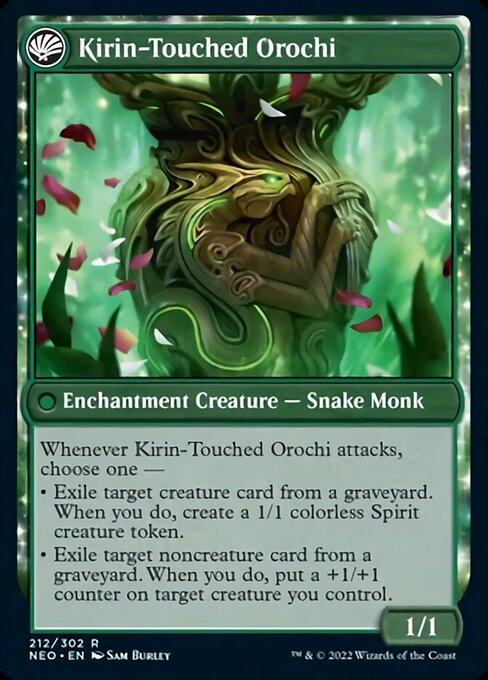 Kirin-Touched Orochi
Enchantment Creature — Snake Monk
Whenever Kirin-Touched Orochi attacks,
choose one —
• Exile target creature card from a graveyard.
When you do, create a 1/1 colorless Spirit
creature token.
• Exile target noncreature card from a
graveyard. When you do, put a +1/+1
counter on target creature you control.
1/1
212/302 R
NEO • EN Sam Burley
™ & © 2022 Wizards of the Coast